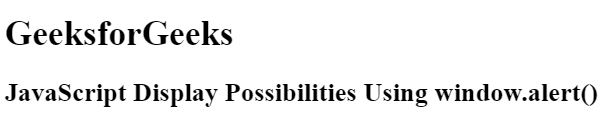 GeeksforGeeks
JavaScript Display Possibilities Using window.alert()